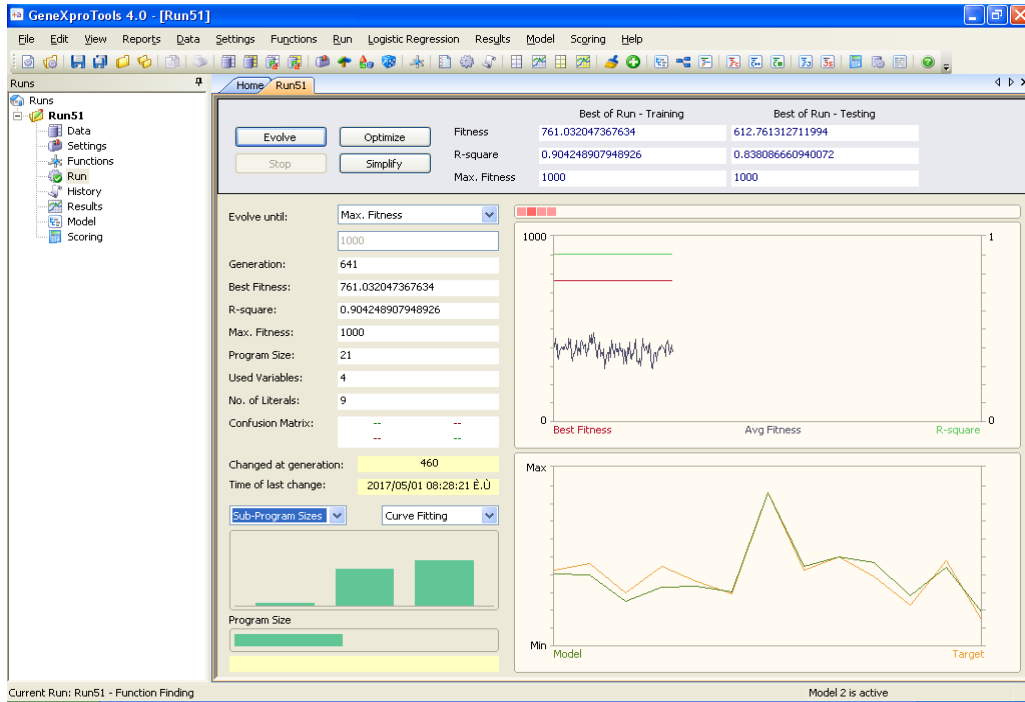 GeneXproTools 4.0 - [Run51]
File Edit View Reports Data Settings Functions Run Logistic Regression Results Model Scoring Help
Runs
Home Run51
Runs
Run51
Data
Settings
Functions
Run
History
Results
Model
Scoring
Best of Run - Training Best of Run - Testing
Evolve Optimize Fitness 761.032047367634 612.761312711994
Stop Simplify R-square 0.904248907948926 0.838086660940072
Max. Fitness 1000 1000
Evolve until: Max. Fitness
1000
Generation: 641
Best Fitness: 761.032047367634
R-square: 0.904248907948926
Max. Fitness: 1000
Program Size: 21
Used Variables: 4
No. of Literals: 9
Confusion Matrix: -- --
-- --
Changed at generation: 460
Time of last change: 2017/05/01 08:28:21 È.Ù
Sub-Program Sizes Curve Fitting
Program Size
1000 1
0 0
Best Fitness Avg Fitness R-square
Max
Min
Model Target
Current Run: Run51 - Function Finding Model 2 is active